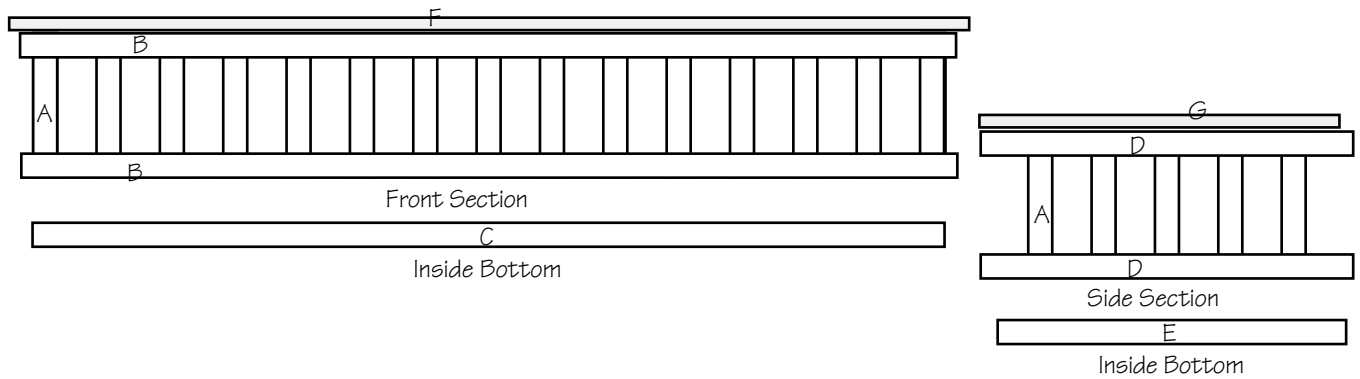 F
B
A
B
Front Section
C
Inside Bottom
G
D
A
D
Side Section
E
Inside Bottom